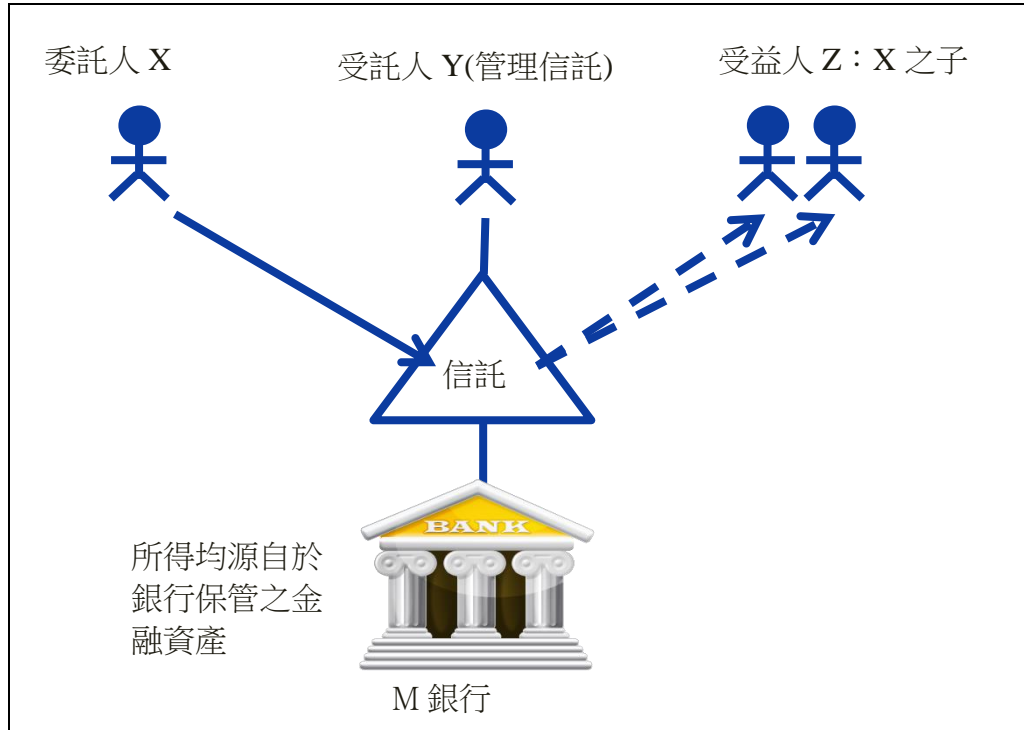 委託人 X
受託人 Y(管理信託)
受益人 Z：X 之子
信託
BANK
所得均源自於
銀行保管之金
融資產
M 銀行